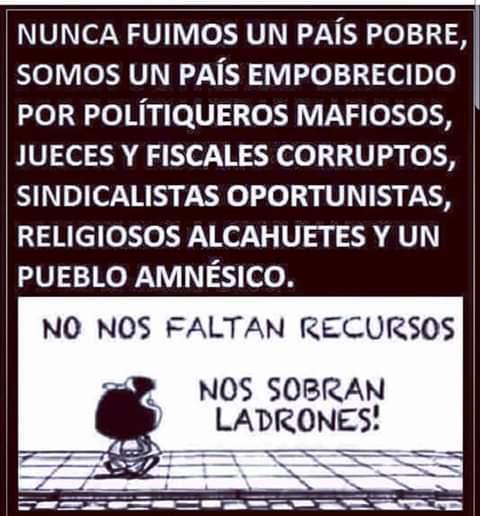 NUNCA FUIMOS UN PAÍS POBRE,
SOMOS UN PAÍS EMPOBRECIDO
POR POLÍTIQUEROS MAFIOSOS,
JUECES Y FISCALES CORRUPTOS,
SINDICALISTAS OPORTUNISTAS,
RELIGIOSOS ALCAHUETES Y UN
PUEBLO AMNÉSICO.
NO NOS FALTAN RECURSOS
NOS SOBRAN
LADRONES!